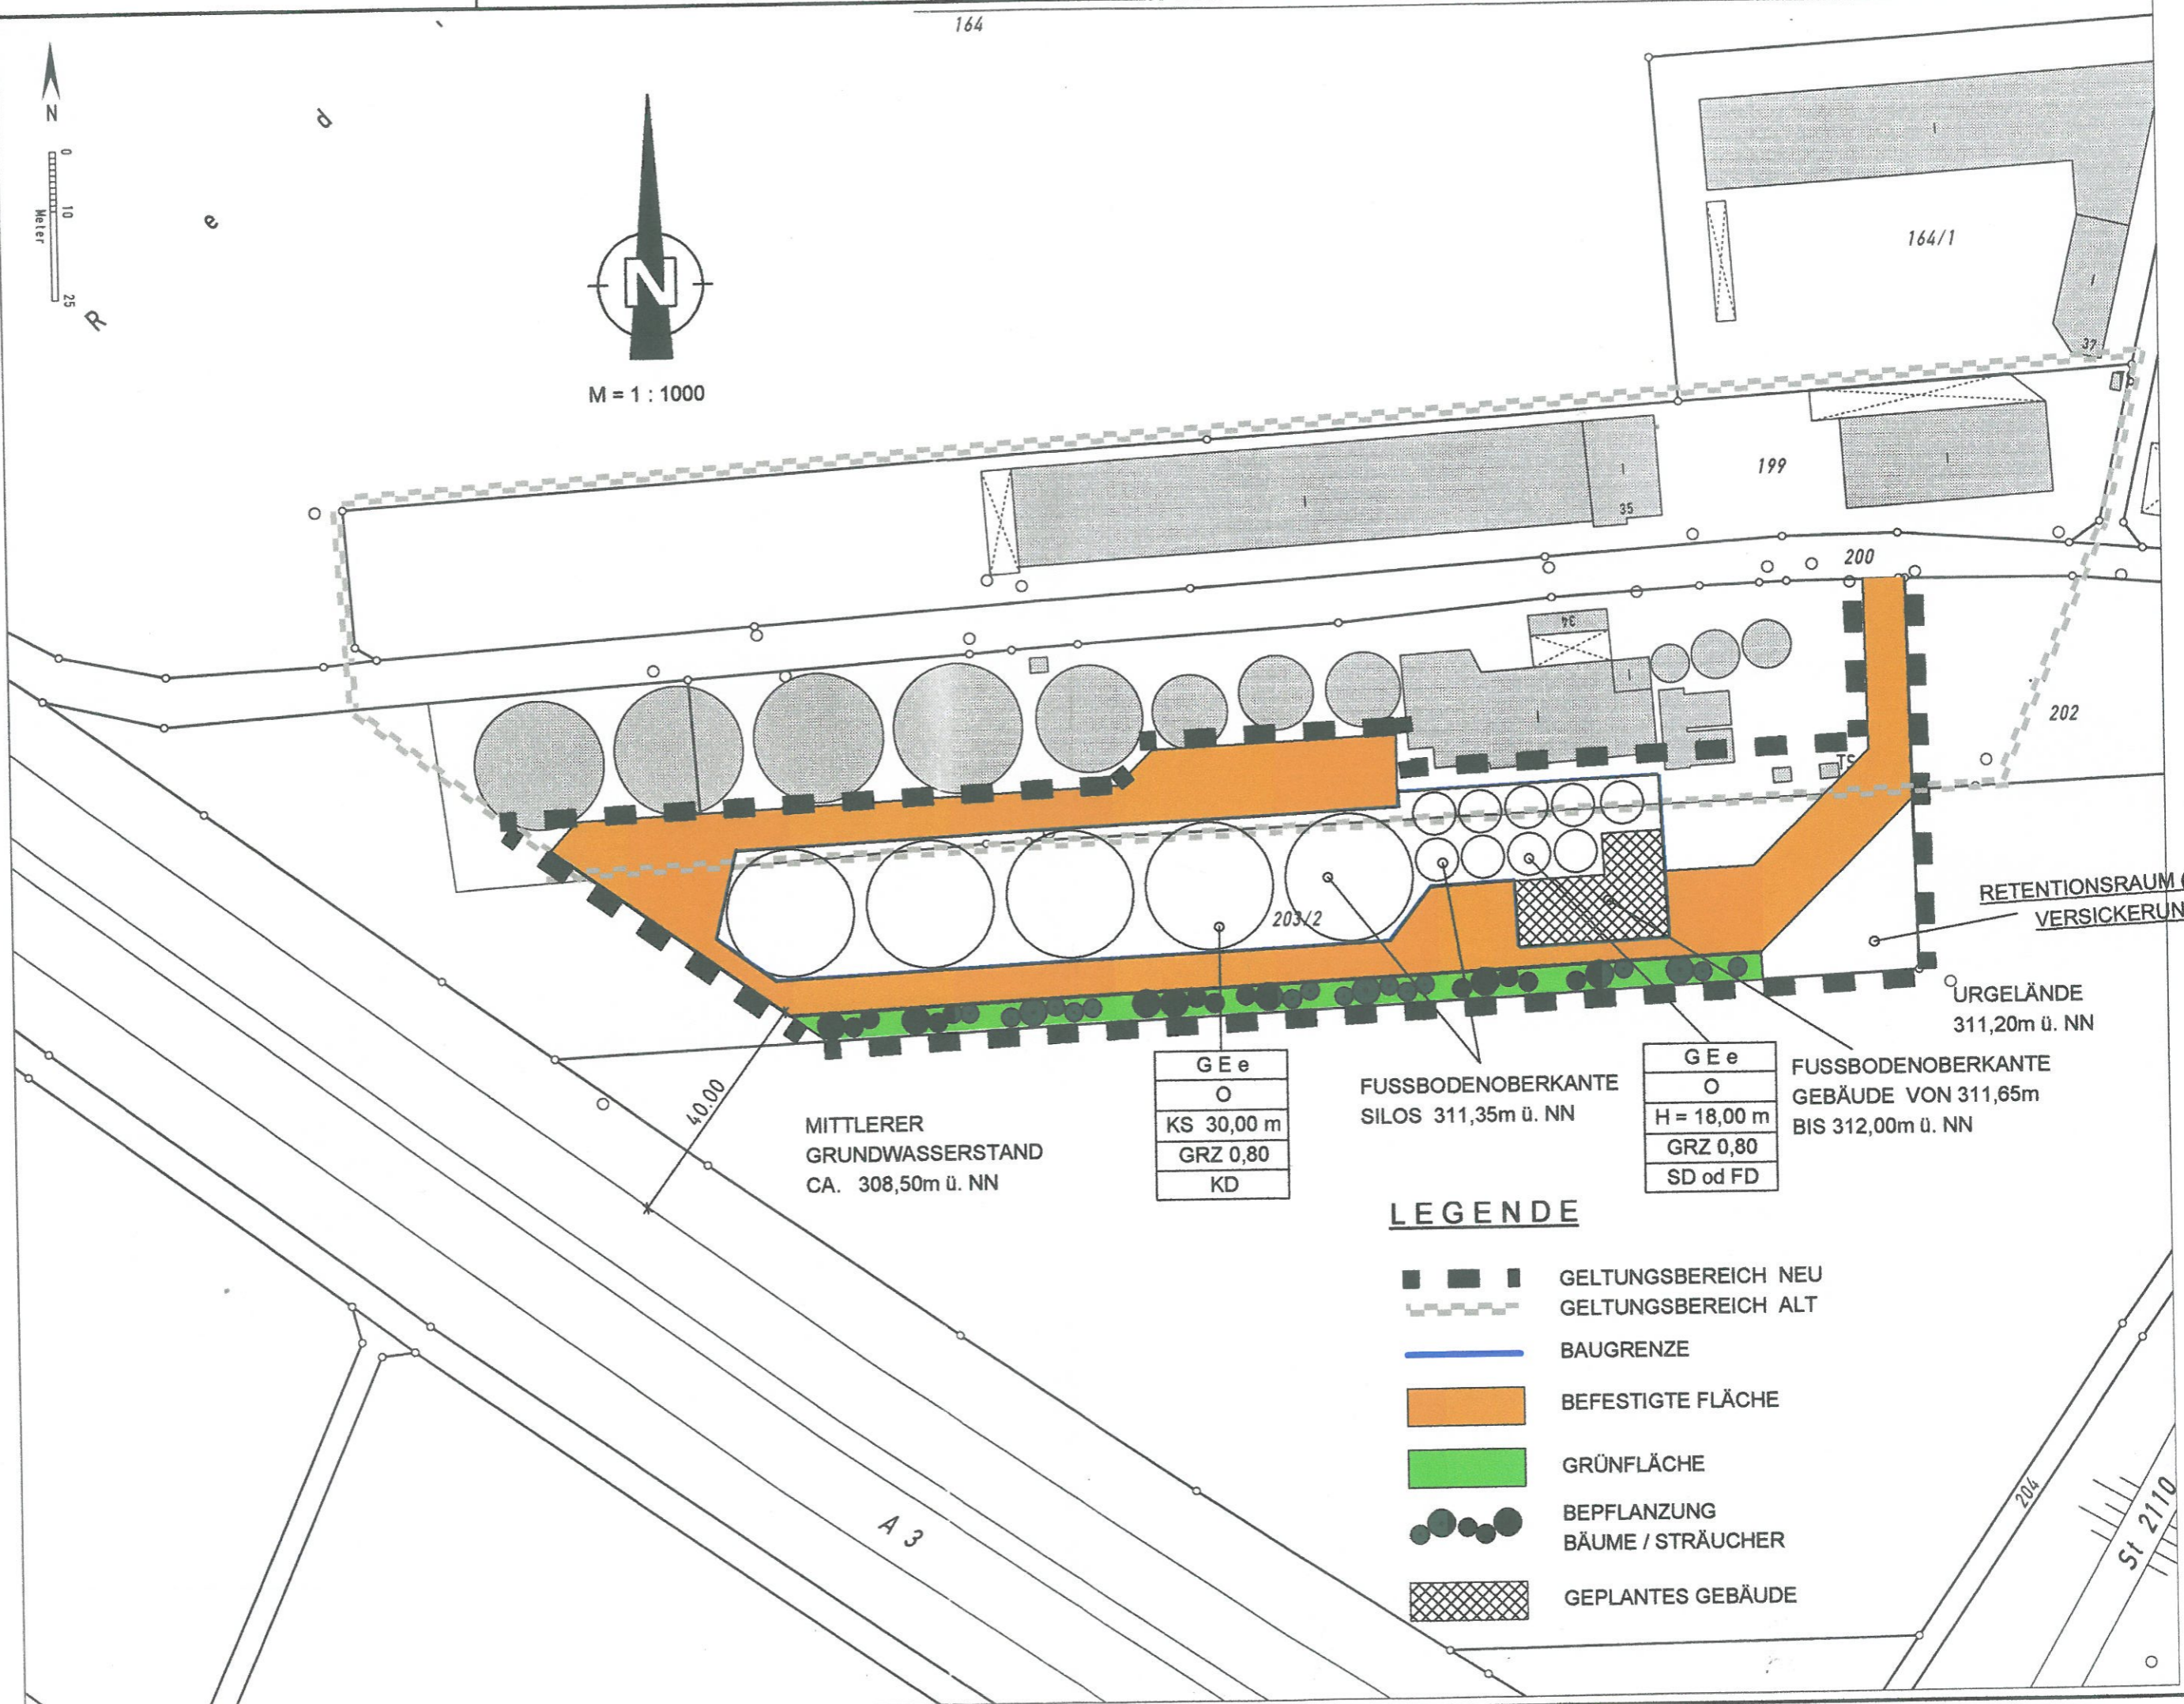 164
N
0
10
25
Meter
R
e
d
N
M = 1 : 1000
I
164/1
I
37
I
I
35
199
I
200
34
I
I
202
TS
203/2
RETENTIONSRAUM
URGELÄNDE
311,20m ü. NN
40.00
MITTLERER
GRUNDWASSERSTAND
CA. 308,50m ü. NN
G E e
O
KS 30,00 m
GRZ 0,80
KD
FUSSBODENOBERKANTE
SILOS 311,35m ü. NN
G E e
O
H = 18,00 m
GRZ 0,80
SD od FD
FUSSBODENOBERKANTE
GEBÄUDE VON 311,65m
BIS 312,00m ü. NN
LEGENDE
GELTUNGSBEREICH NEU
GELTUNGSBEREICH ALT
BAUGRENZE
BEFESTIGTE FLÄCHE
GRÜNFLÄCHE
BEPFLANZUNG
BÄUME / STRÄUCHER
GEPLANTES GEBÄUDE
A 3
204
St 2110